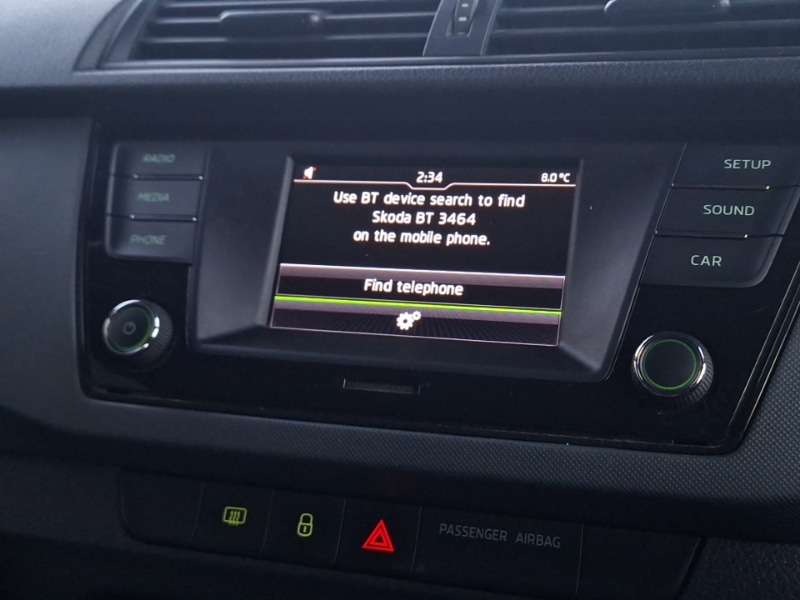 RADIO
MEDIA
PHONE
2:34
8.0°C
Use BT device search to find
Skoda BT 3464
on the mobile phone.
Find telephone
SETUP
SOUND
CAR
PASSENGER AIRBAG